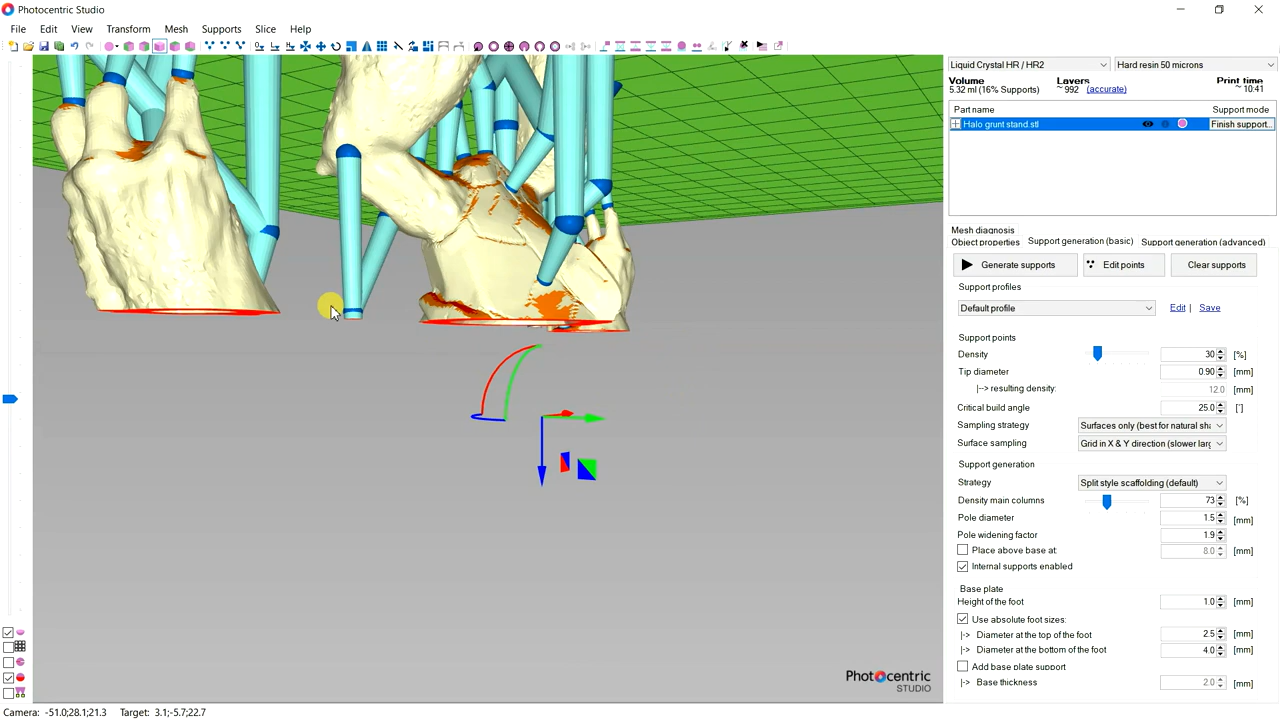 Photocentric Studio
File Edit View Transform Mesh Supports Slice Help
Liquid Crystal HR / HR2 Hard resin 50 microns
Volume Layers Print time
5.32 ml (16% Supports) ~ 992 (accurate) ~ 10:41
Part name Support mode
Halo grunt stand.stl Finish support...
Mesh diagnosis
Object properties Support generation (basic) Support generation (advanced)
Generate supports Edit points Clear supports
Support profiles
Default profile Edit | Save
Support points
Density 30 [%]
Tip diameter 0.90 [mm]
|--> resulting density: 12.0 [mm]
Critical build angle 25.0 [°]
Sampling strategy Surfaces only (best for natural sha
Surface sampling Grid in X & Y direction (slower larg
Support generation
Strategy Split style scaffolding (default)
Density main columns 73 [%]
Pole diameter 1.5 [mm]
Pole widening factor 1.9
Place above base at: 8.0 [mm]
Internal supports enabled
Base plate
Height of the foot 1.0 [mm]
Use absolute foot sizes:
|-> Diameter at the top of the foot 2.5 [mm]
|-> Diameter at the bottom of the foot 4.0 [mm]
Add base plate support
|-> Base thickness 2.0 [mm]
Photocentric
STUDIO
Camera: -51.0;28.1;21.3 Target: 3.1;-5.7;22.7